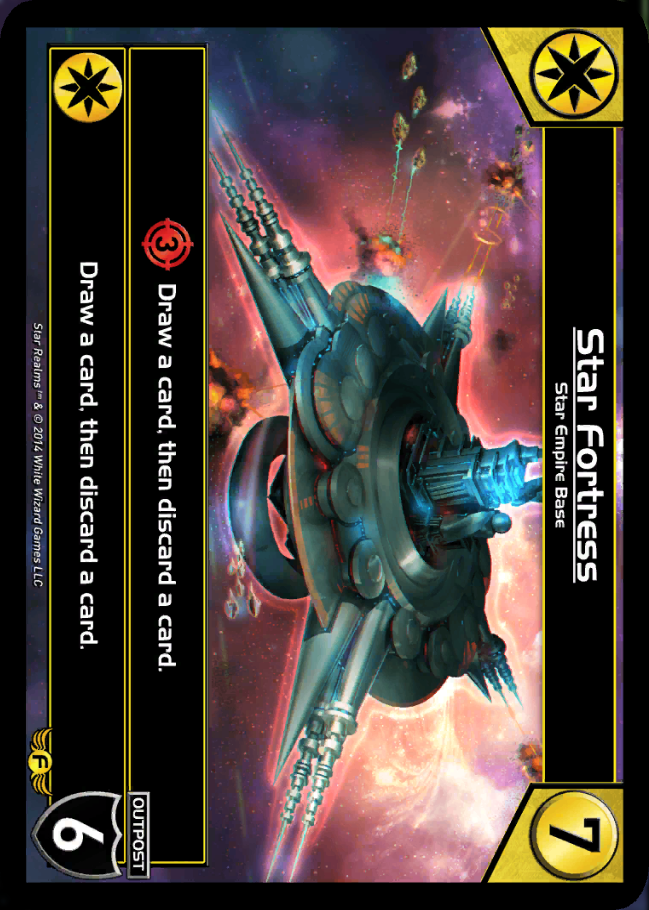 Star Fortress
Star Empire Base
7
3 Draw a card, then discard a card.
Draw a card, then discard a card.
OUTPOST
6
F
Star Realms™ & © 2014 White Wizard Games LLC